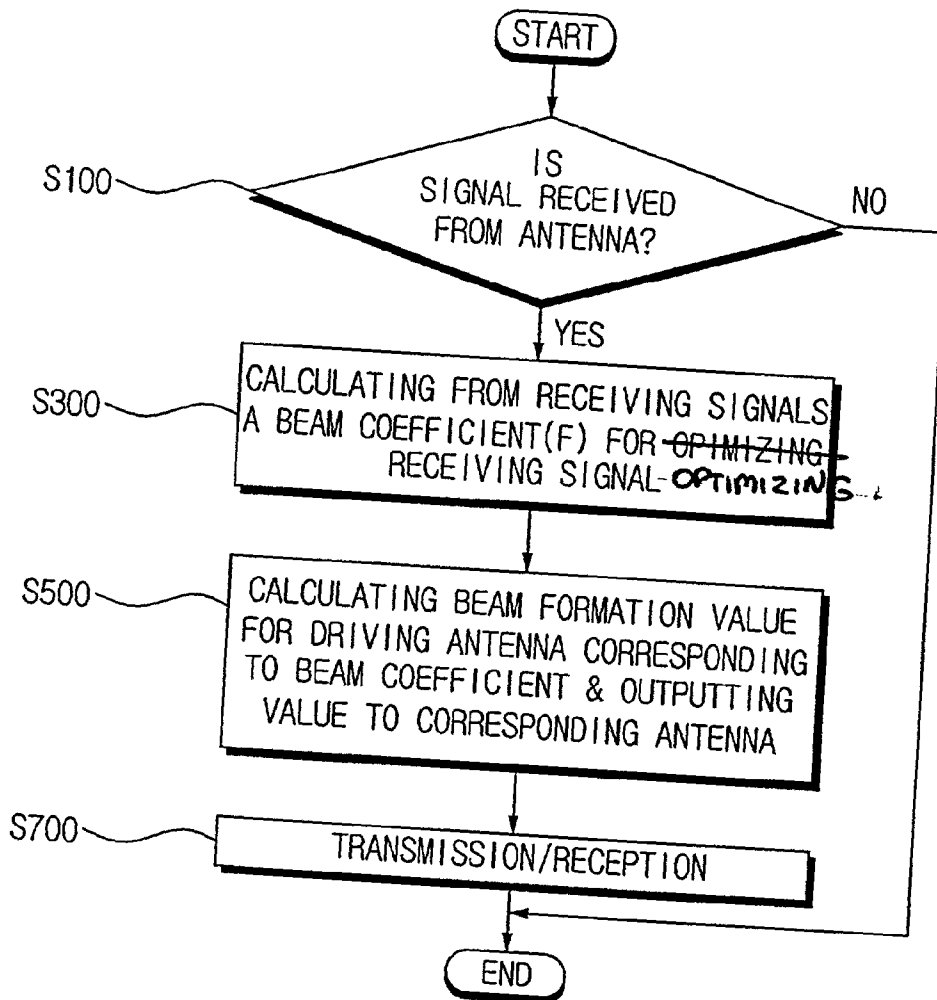 START
IS
SIGNAL RECEIVED
FROM ANTENNA?
S100
NO
YES
S300
CALCULATING FROM RECEIVING SIGNALS
A BEAM COEFFICIENT(F) FOR OPIMIZING
RECEIVING SIGNAL OPTIMIZING
S500
CALCULATING BEAM FORMATION VALUE
FOR DRIVING ANTENNA CORRESPONDING
TO BEAM COEFFICIENT & OUTPUTTING
VALUE TO CORRESPONDING ANTENNA
S700
TRANSMISSION/RECEPTION
END